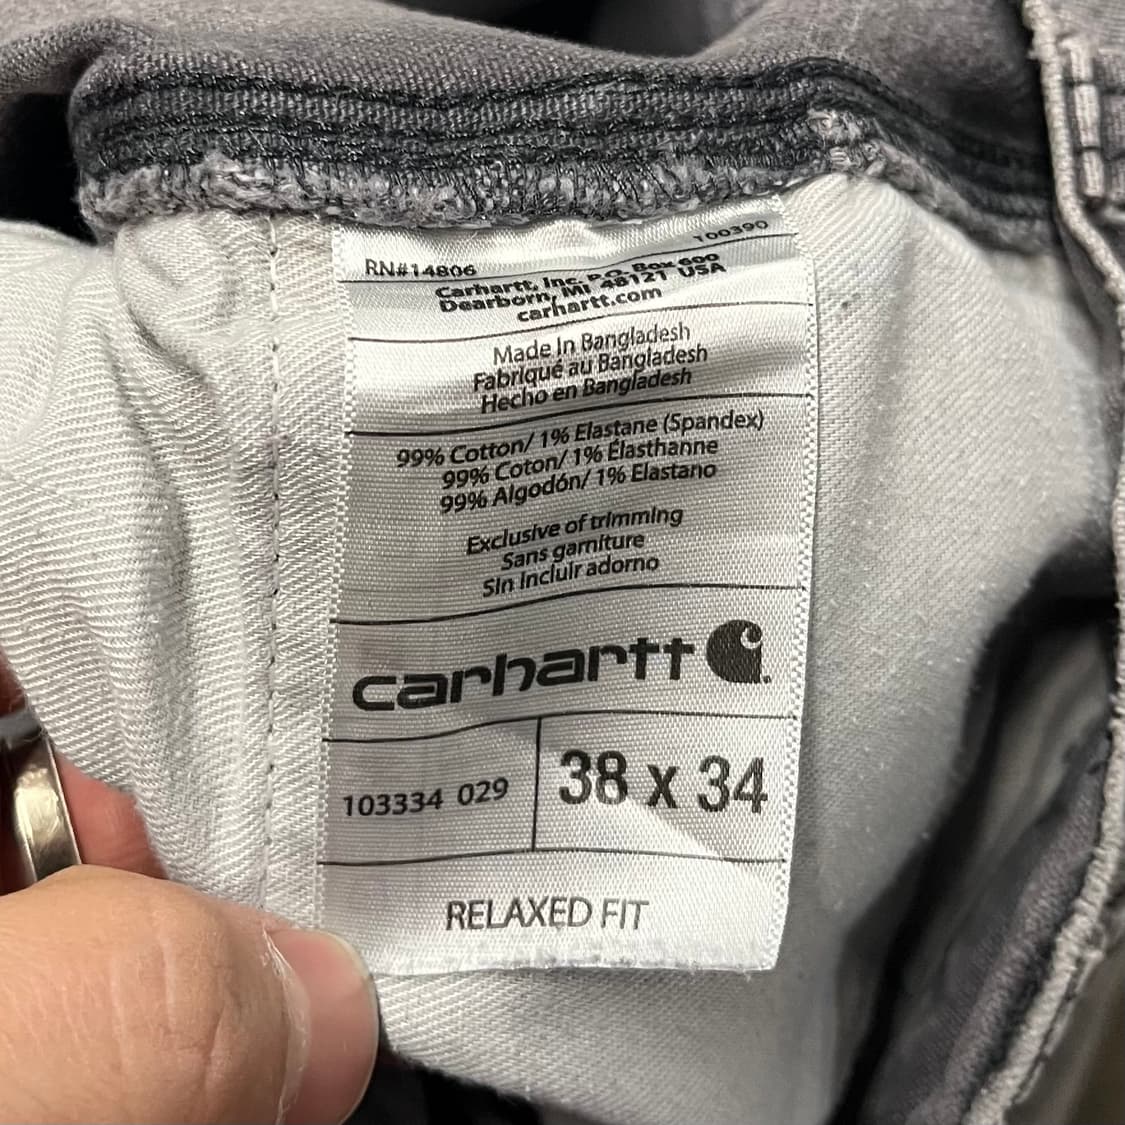 RN#14806 100390
Carhartt, Inc. P.O. Box 600
Dearborn, MI 48121 USA
carhartt.com
Made In Bangladesh
Fabriqué au Bangladesh
Hecho en Bangladesh
99% Cotton/ 1% Elastane (Spandex)
99% Coton/ 1% Élasthanne
99% Algodón/ 1% Elastano
Exclusive of trimming
Sans garniture
Sin incluir adorno
carhartt
103334 029
38 x 34
RELAXED FIT